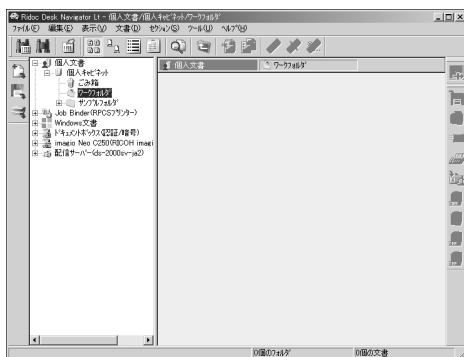 Ridoc Desk Navigator Lt - 個人文書/個人ｷｬﾋﾞﾈｯﾄ/ﾜｰｸﾌｫﾙﾀﾞ
ﾌｧｲﾙ(F) 編集(E) 表示(V) 文書(D) ｾｸｼｮﾝ(S) ﾂｰﾙ(U) ﾍﾙﾌﾟ(H)
個人文書
個人ｷｬﾋﾞﾈｯﾄ
ごみ箱
ﾜｰｸﾌｫﾙﾀﾞ
ｻﾝﾌﾟﾙﾌｫﾙﾀﾞ
Job Binder(RPCSﾌﾟﾘﾝﾀｰ)
Windows文書
ﾄﾞｷｭﾒﾝﾄﾎﾞｯｸｽ(認証/暗号)
imagio Neo C250(RICOH imagi
配信ｻｰﾊﾞｰ(ds-2000sv-ja2)
個人文書
ﾜｰｸﾌｫﾙﾀﾞ
0個のﾌｫﾙﾀﾞ 0個の文書